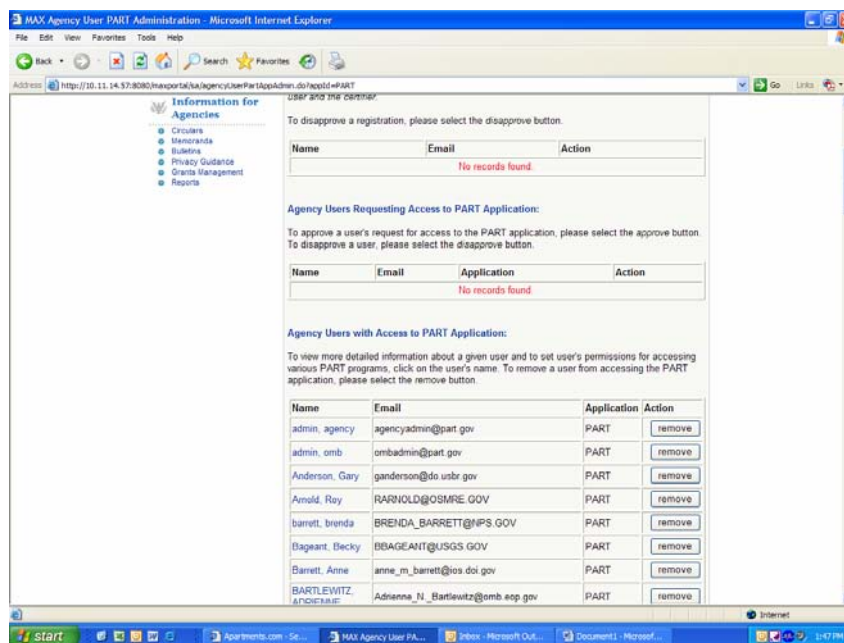 MAX Agency User PART Administration - Microsoft Internet Explorer
File Edit View Favorites Tools Help
Back Search Favorites
Address http://10.11.14.57:8080/maxportal/sa/agencyUserPartAppAdmin.do?appId=PART Go Links
Information for
Agencies
Circulars
Memoranda
Bulletins
Privacy Guidance
Grants Management
Reports
user and the certifier.
To disapprove a registration, please select the disapprove button.
Name Email Action
No records found.
Agency Users Requesting Access to PART Application:
To approve a user's request for access to the PART application, please select the approve button.
To disapprove a user, please select the disapprove button.
Name Email Application Action
No records found
Agency Users with Access to PART Application:
To view more detailed information about a given user and to set user's permissions for accessing
various PART programs, click on the user's name. To remove a user from accessing the PART
application, please select the remove button.
Name Email Application Action
admin, agency agencyadmin@part.gov PART remove
admin, omb ombadmin@part.gov PART remove
Anderson, Gary ganderson@do.usbr.gov PART remove
Arnold, Roy RARNOLD@OSMRE.GOV PART remove
barrett, brenda BRENDA_BARRETT@NPS.GOV PART remove
Bageant, Becky BBAGEANT@USGS.GOV PART remove
Barrett, Anne anne_m_barrett@ios.doi.gov PART remove
BARTLEWITZ,
ADRIENNE Adrienne_N._Bartlewitz@omb.eop.gov PART remove
Internet
start Apartments.com - Se... MAX Agency User PA... Inbox - Microsoft Out... Document1 - Microsof... 1:47 PM